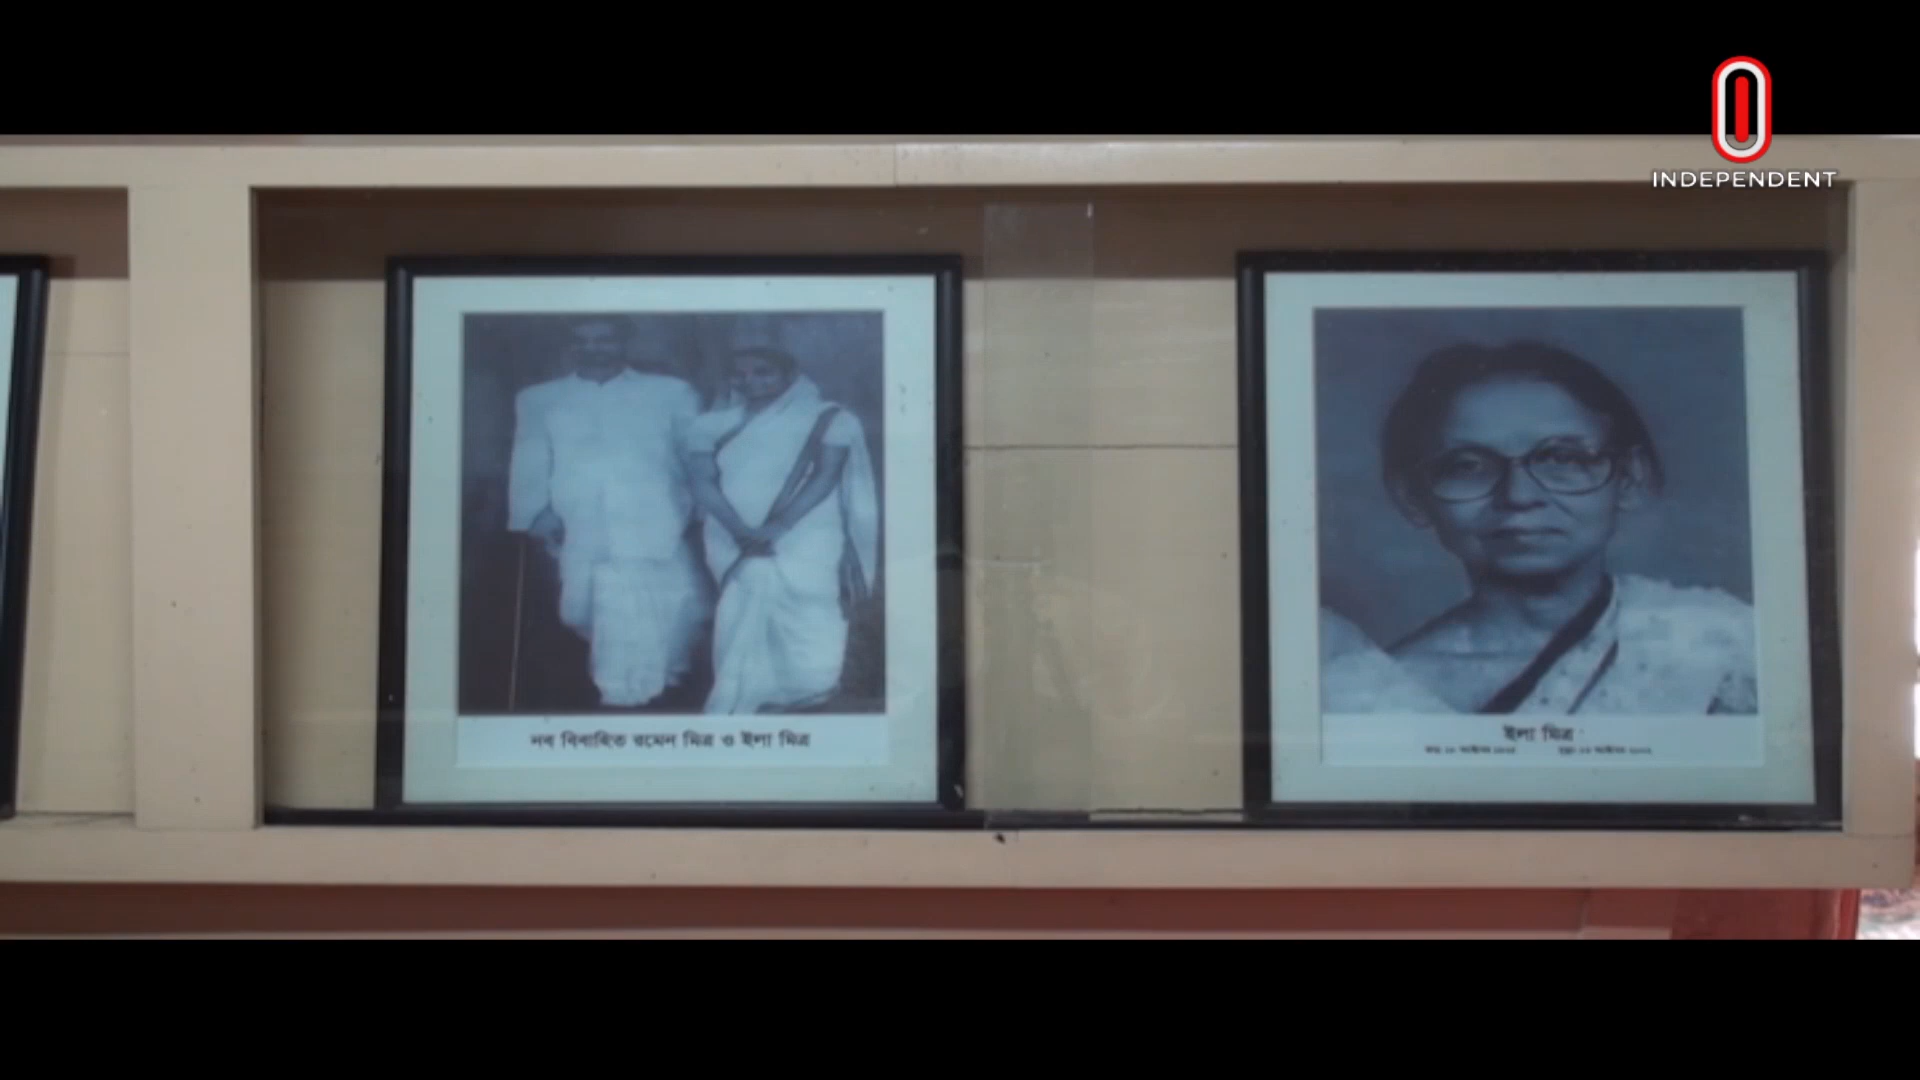 INDEPENDENT
নব বিবাহিত রমেন মিত্র ও ইলা মিত্র
ইলা মিত্র